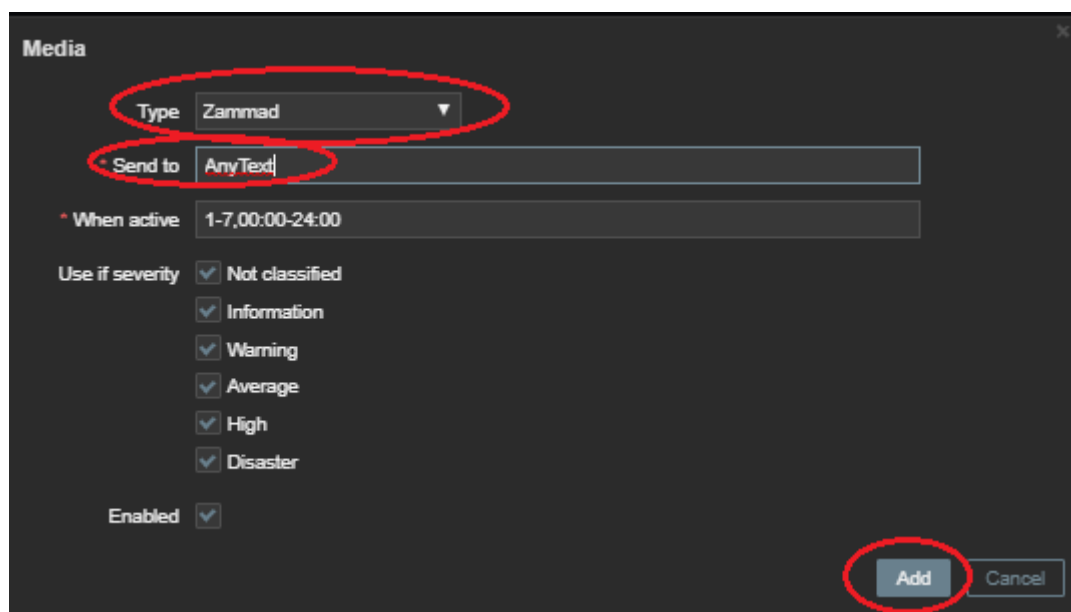 Media
Type Zammad
* Send to AnyText
* When active 1-7,00:00-24:00
Use if severity Not classified
Information
Warning
Average
High
Disaster
Enabled
Add Cancel